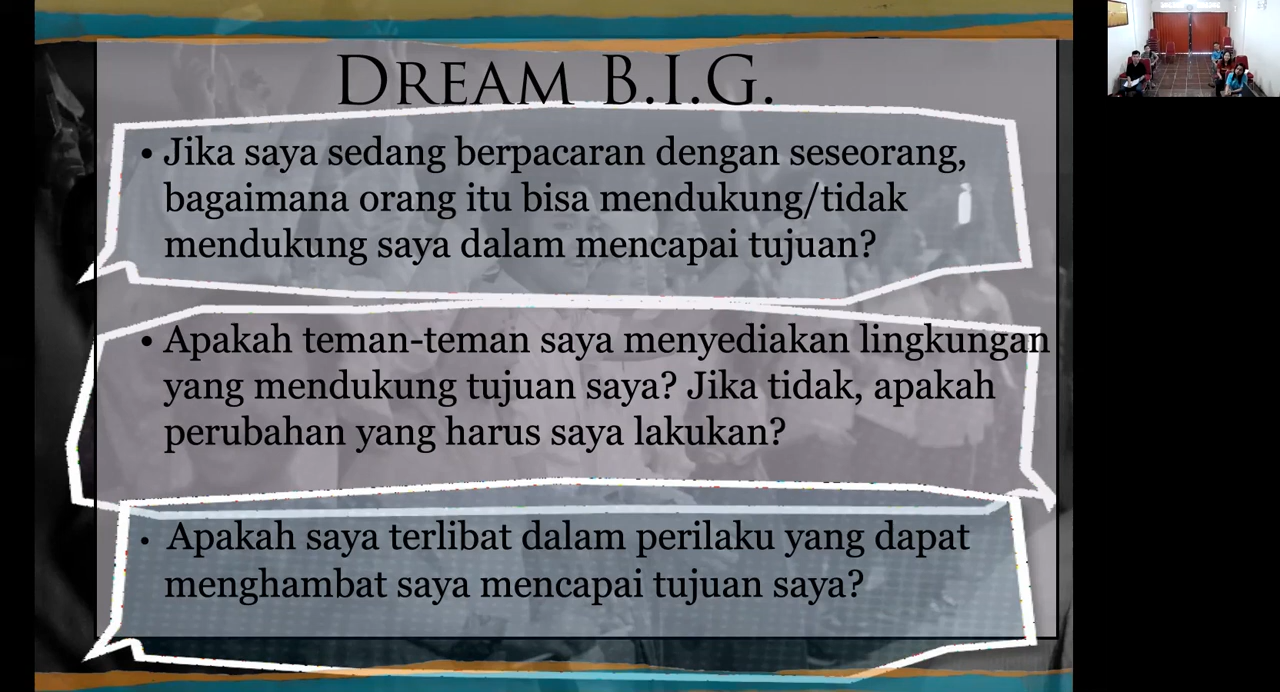 DREAM B.I.G.
• Jika saya sedang berpacaran dengan seseorang,
bagaimana orang itu bisa mendukung/tidak
mendukung saya dalam mencapai tujuan?
• Apakah teman-teman saya menyediakan lingkungan
yang mendukung tujuan saya? Jika tidak, apakah
perubahan yang harus saya lakukan?
• Apakah saya terlibat dalam perilaku yang dapat
menghambat saya mencapai tujuan saya?